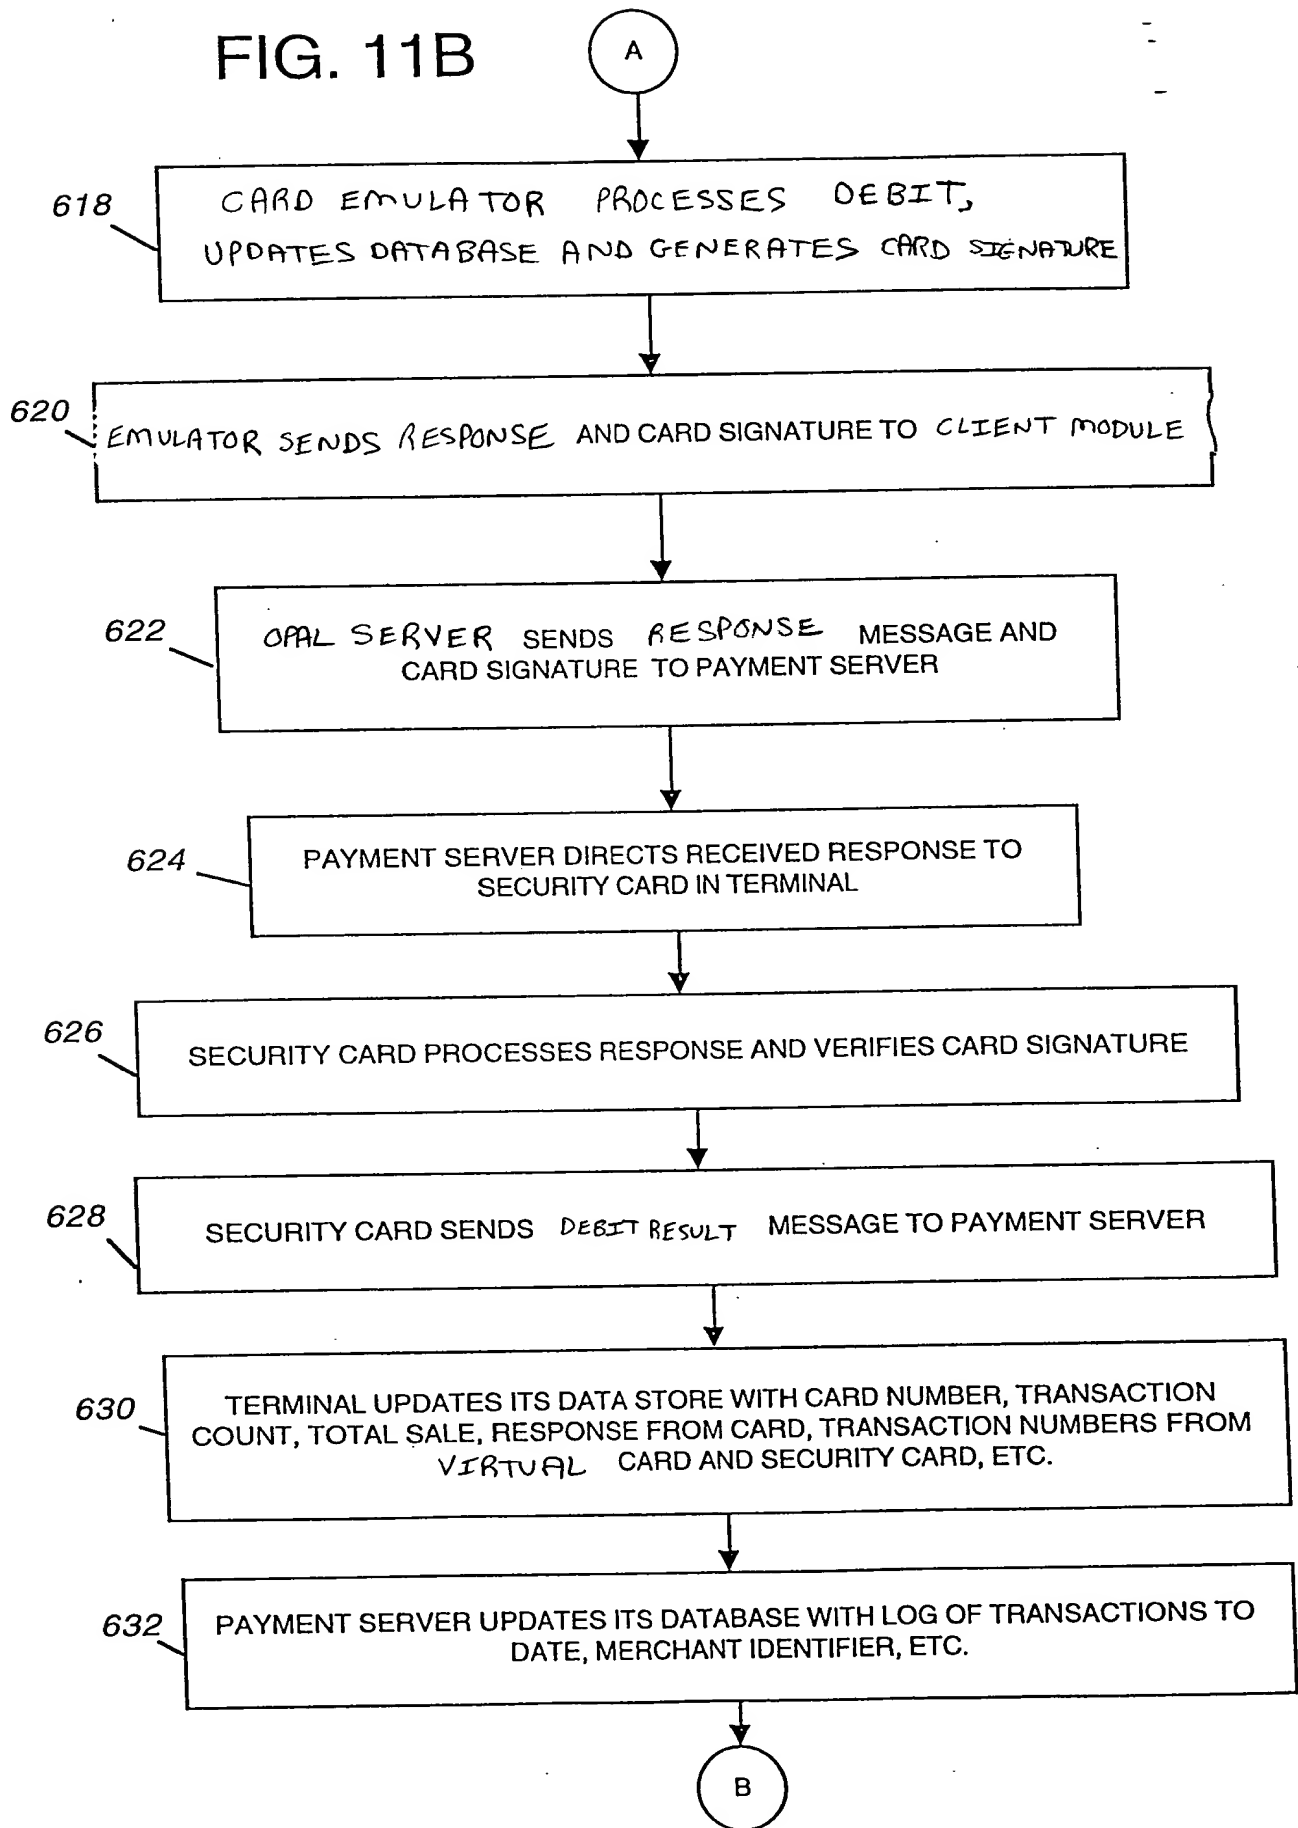 FIG. 11B
A
618
CARD EMULATOR PROCESSES DEBIT,
UPDATES DATABASE AND GENERATES CARD SIGNATURE
620
EMULATOR SENDS RESPONSE AND CARD SIGNATURE TO CLIENT MODULE
622
OPAL SERVER SENDS RESPONSE MESSAGE AND
CARD SIGNATURE TO PAYMENT SERVER
624
PAYMENT SERVER DIRECTS RECEIVED RESPONSE TO
SECURITY CARD IN TERMINAL
626
SECURITY CARD PROCESSES RESPONSE AND VERIFIES CARD SIGNATURE
628
SECURITY CARD SENDS DEBIT RESULT MESSAGE TO PAYMENT SERVER
630
TERMINAL UPDATES ITS DATA STORE WITH CARD NUMBER, TRANSACTION
COUNT, TOTAL SALE, RESPONSE FROM CARD, TRANSACTION NUMBERS FROM
VIRTUAL CARD AND SECURITY CARD, ETC.
632
PAYMENT SERVER UPDATES ITS DATABASE WITH LOG OF TRANSACTIONS TO
DATE, MERCHANT IDENTIFIER, ETC.
B